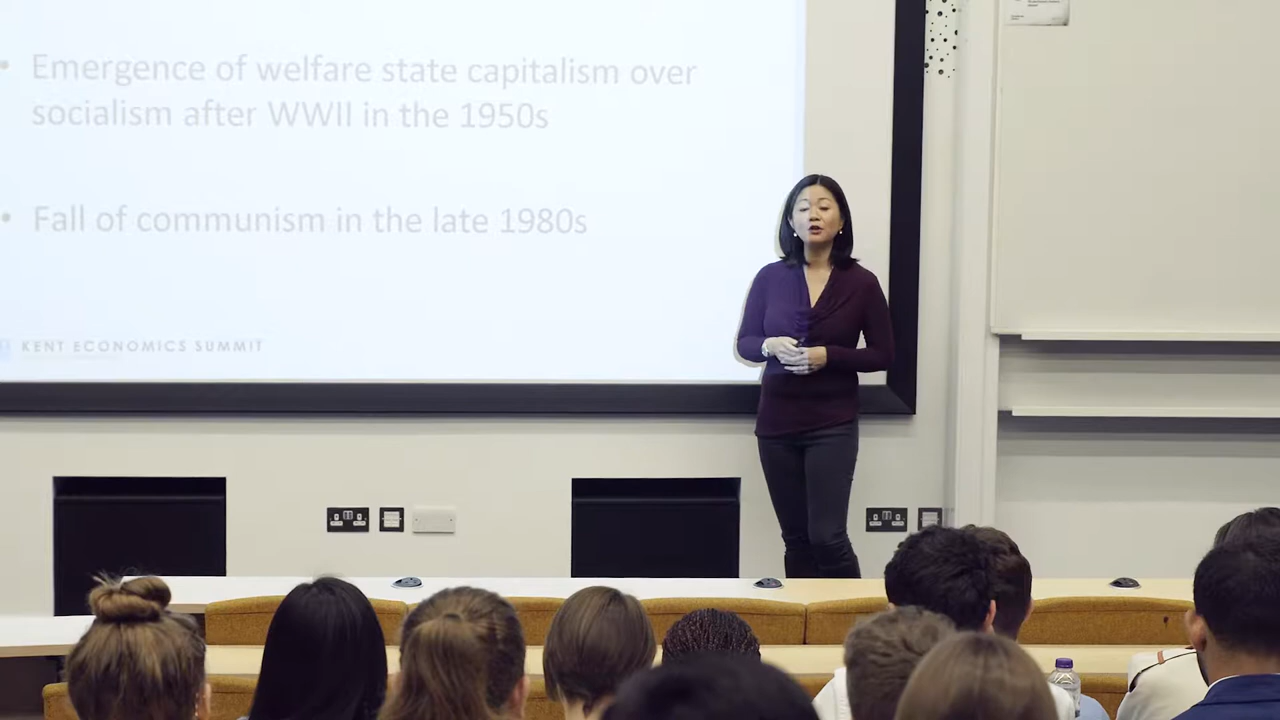 • Emergence of welfare state capitalism over
socialism after WWII in the 1950s
• Fall of communism in the late 1980s
KENT ECONOMICS SUMMIT